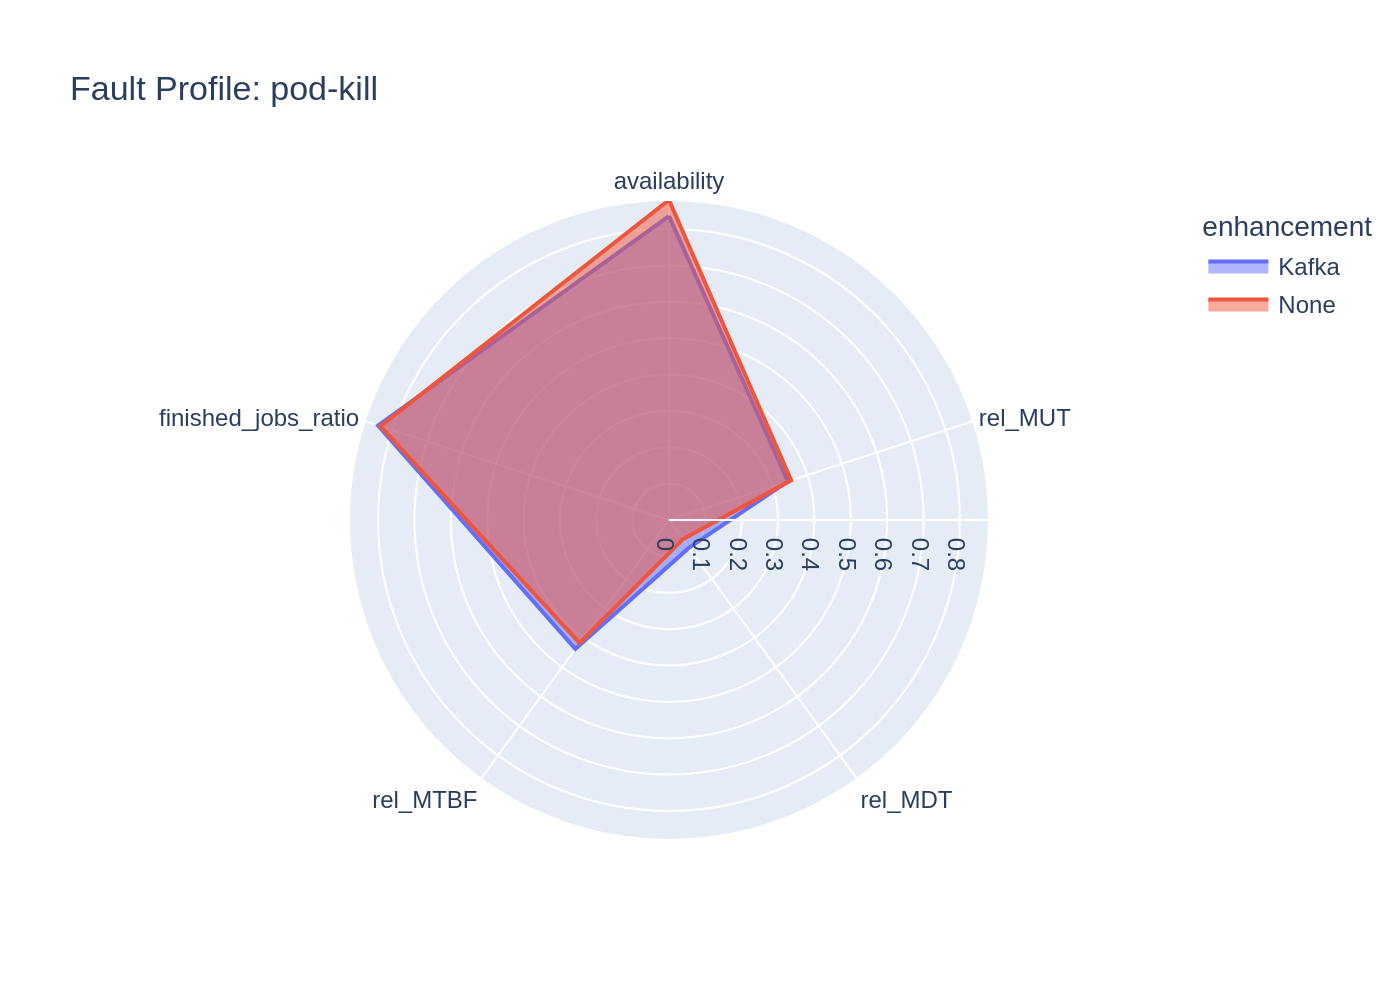 Fault Profile: pod-kill
availability
enhancement
Kafka
None
finished_jobs_ratio
rel_MUT
0
0.1
0.2
0.3
0.4
0.5
0.6
0.7
0.8
rel_MTBF
rel_MDT